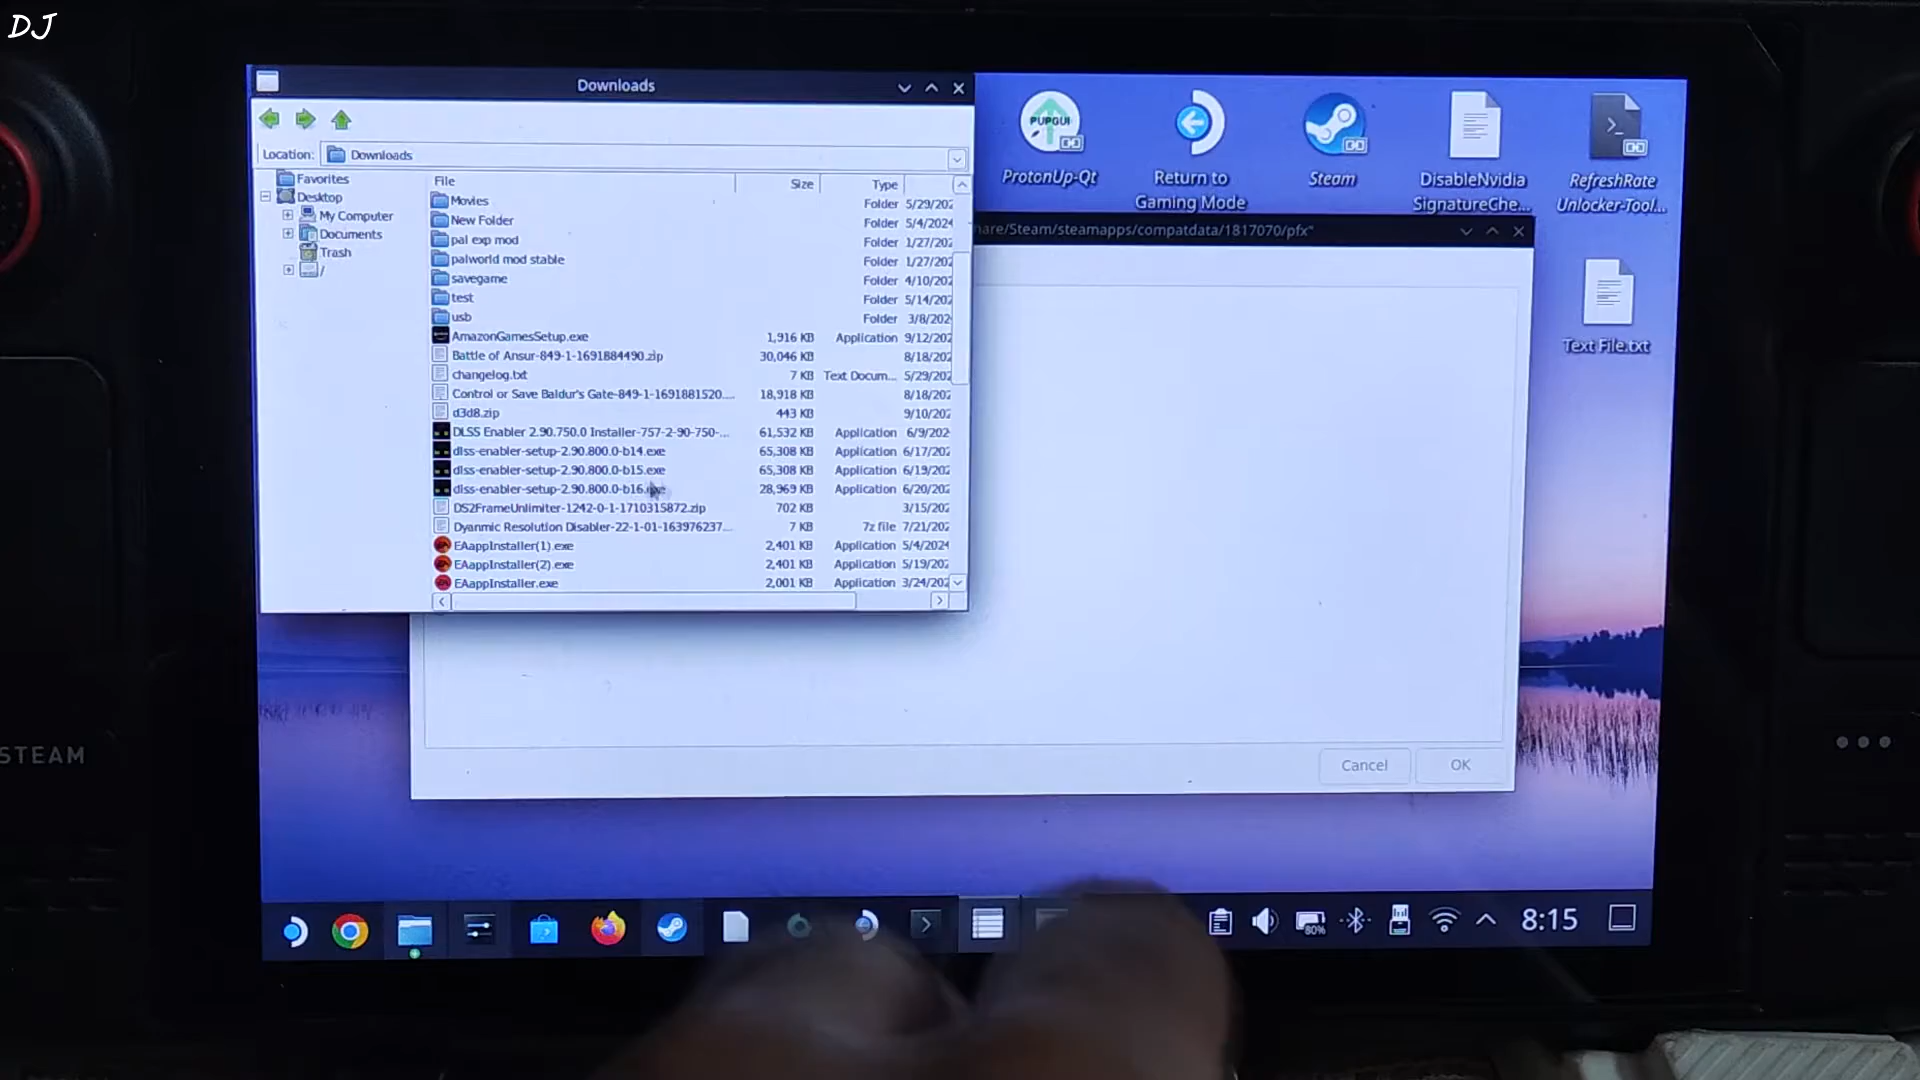 DJ
Downloads
Location: Downloads
Favorites
Desktop
My Computer
Documents
Trash
/
File Size Type
Movies Folder 5/29/202
New Folder Folder 5/4/2024
pal exp mod Folder 1/27/202
palworld mod stable Folder 1/27/202
savegame Folder 4/10/202
test Folder 5/14/202
usb Folder 3/8/202
AmazonGamesSetup.exe 1,916 KB Application 9/12/202
Battle of Ansur-849-1-1691884490.zip 30,046 KB 8/18/202
changelog.txt 7 KB Text Docum... 5/29/202
Control or Save Baldur's Gate-849-1-1691881520.... 18,918 KB 8/18/202
d3d8.zip 443 KB 9/10/202
DLSS Enabler 2.90.750.0 Installer-757-2-90-750-... 61,532 KB Application 6/9/202
dlss-enabler-setup-2.90.800.0-b14.exe 65,308 KB Application 6/17/202
dlss-enabler-setup-2.90.800.0-b15.exe 65,308 KB Application 6/19/202
dlss-enabler-setup-2.90.800.0-b16.exe 28,969 KB Application 6/20/202
DS2FrameUnlimiter-1242-0-1-1710315872.zip 702 KB 3/15/202
Dyanmic Resolution Disabler-22-1-01-163976237... 7 KB 7z file 7/21/202
EAappInstaller(1).exe 2,401 KB Application 5/4/2024
EAappInstaller(2).exe 2,401 KB Application 5/19/202
EAappInstaller.exe 2,001 KB Application 3/24/202
PUPGUI
ProtonUp-Qt
Return to
Gaming Mode
Steam
DisableNvidia
SignatureChe...
RefreshRate
Unlocker-Tool...
hare/Steam/steamapps/compatdata/1817070/pfx"
Text File.txt
Cancel
OK
STEAM
80%
8:15